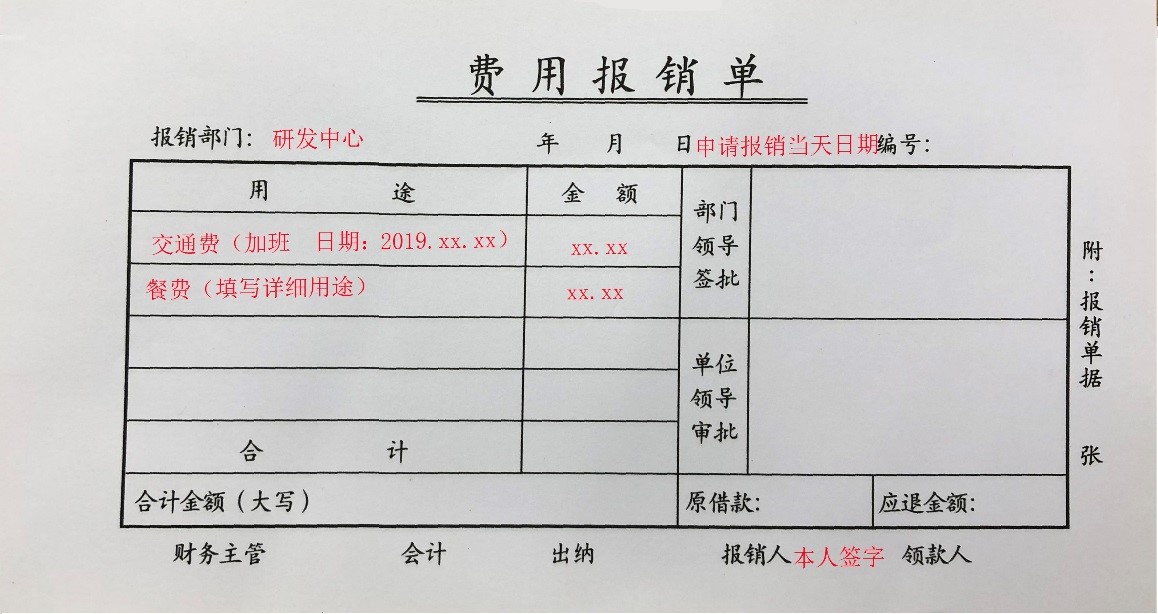 费用报销单
报销部门：研发中心 年 月 日申请报销当天日期编号：
用 途 金 额
交通费（加班 日期：2019.xx.xx） xx.xx
餐费（填写详细用途） xx.xx
合 计
部门
领导
签批
单位
领导
审批
合计金额（大写） 原借款： 应退金额：
附：报销单据 张
财务主管 会计 出纳 报销人本人签字 领款人